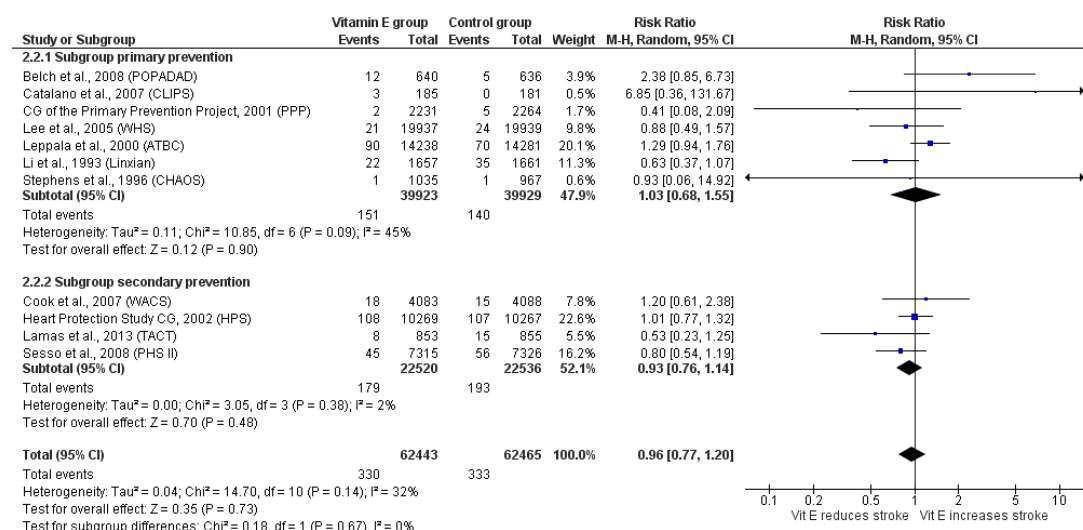 Vitamin E group Control group Risk Ratio Risk Ratio
Study or Subgroup Events Total Events Total Weight M-H, Random, 95% CI M-H, Random, 95% CI
2.2.1 Subgroup primary prevention
Belch et al., 2008 (POPADAD) 12 640 5 636 3.9% 2.38 [0.85, 6.73]
Catalano et al., 2007 (CLIPS) 3 185 0 181 0.5% 6.85 [0.36, 131.67]
CG of the Primary Prevention Project, 2001 (PPP) 2 2231 5 2264 1.7% 0.41 [0.08, 2.09]
Lee et al., 2005 (WHS) 21 19937 24 19939 9.8% 0.88 [0.49, 1.57]
Leppala et al., 2000 (ATBC) 90 14238 70 14281 21.1% 1.29 [0.94, 1.76]
Li et al., 1993 (Linxian) 22 1657 35 1661 11.3% 0.63 [0.37, 1.07]
Stephens et al., 1996 (CHAOS) 1 1035 1 967 0.6% 0.93 [0.06, 14.92]
Subtotal (95% CI) 39923 39929 47.9% 1.03 [0.68, 1.55]
Total events 151 140
Heterogeneity: Tau² = 0.11; Chi² = 10.85, df = 6 (P = 0.09); I² = 45%
Test for overall effect: Z = 0.12 (P = 0.90)
2.2.2 Subgroup secondary prevention
Cook et al., 2007 (WACS) 18 4083 15 4088 7.8% 1.20 [0.61, 2.38]
Heart Protection Study CG, 2002 (HPS) 108 10269 107 10267 22.6% 1.01 [0.77, 1.32]
Lamas et al., 2013 (TACT) 8 853 15 855 5.5% 0.53 [0.23, 1.25]
Sesso et al., 2008 (PHS II) 45 7315 56 7326 16.2% 0.80 [0.54, 1.19]
Subtotal (95% CI) 22520 22536 52.1% 0.93 [0.76, 1.14]
Total events 179 193
Heterogeneity: Tau² = 0.00; Chi² = 3.05, df = 3 (P = 0.38); I² = 2%
Test for overall effect: Z = 0.70 (P = 0.48)
Total (95% CI) 62443 62465 100.0% 0.96 [0.77, 1.20]
Total events 330 333
Heterogeneity: Tau² = 0.04; Chi² = 14.70, df = 10 (P = 0.14); I² = 32%
Test for overall effect: Z = 0.35 (P = 0.73)
Test for subgroup differences: Chi² = 0.18, df = 1 (P = 0.67), I² = 0%
0.1 0.2 0.5 1 2 5 10
Vit E reduces stroke Vit E increases stroke